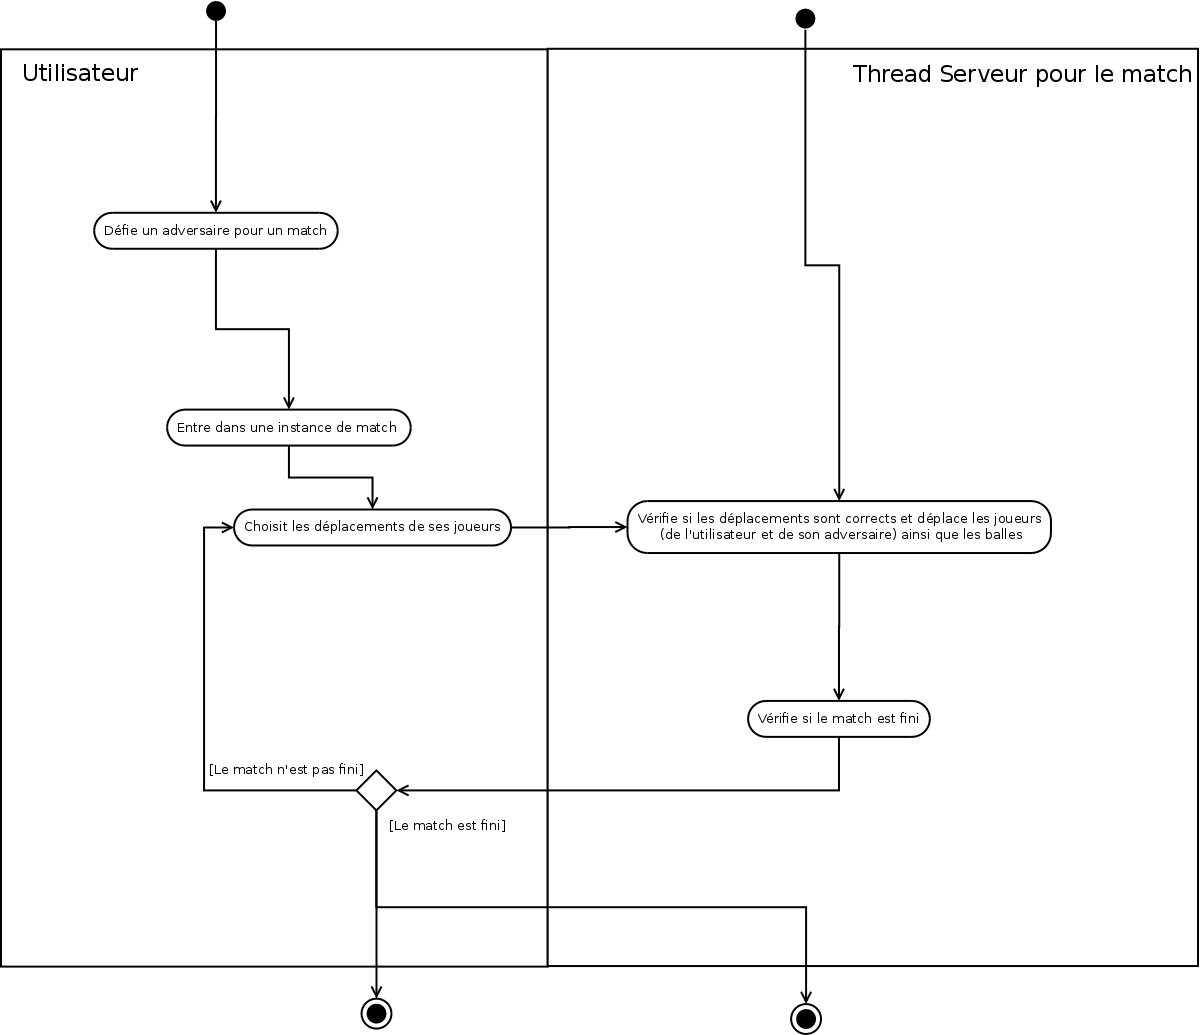 Utilisateur
Thread Serveur pour le match
Défie un adversaire pour un match
Entre dans une instance de match
Choisit les déplacements de ses joueurs
Vérifie si les déplacements sont corrects et déplace les joueurs
(de l'utilisateur et de son adversaire) ainsi que les balles
Vérifie si le match est fini
[Le match n'est pas fini]
[Le match est fini]